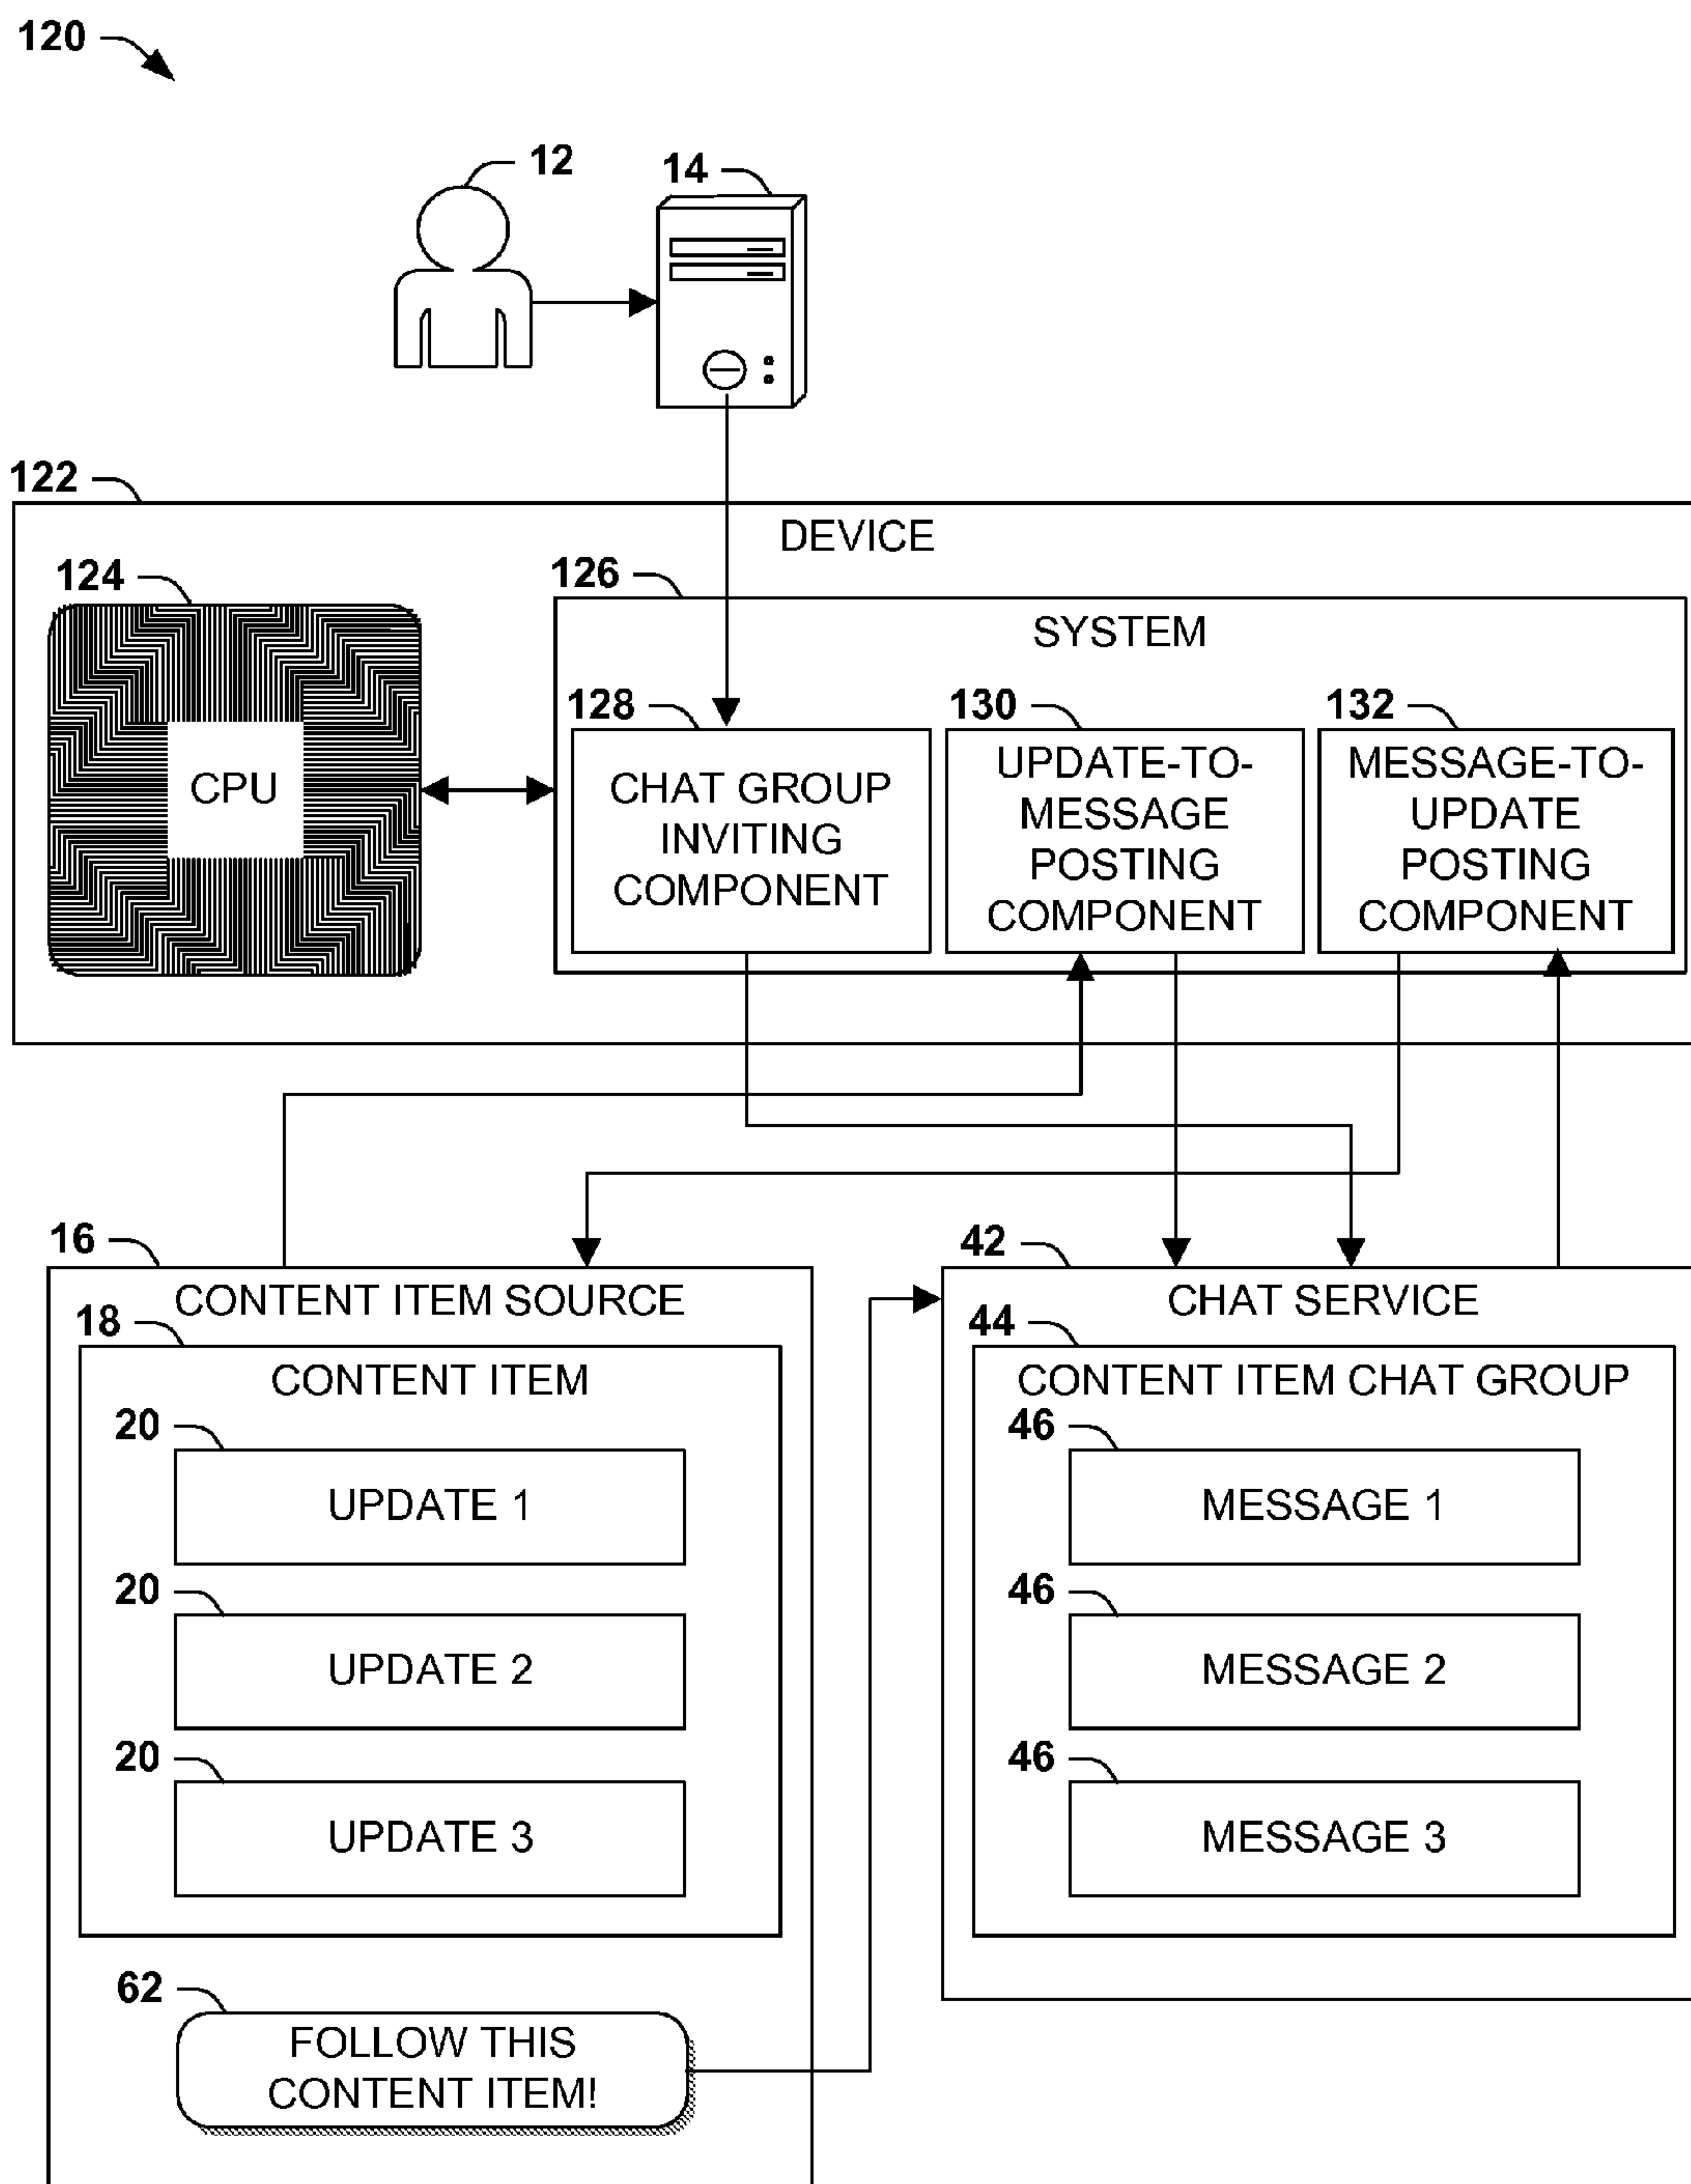 120
12
14
122
DEVICE
124
126
CPU
SYSTEM
128
130
132
CHAT GROUP
INVITING
COMPONENT
UPDATE-TO-
MESSAGE
POSTING
COMPONENT
MESSAGE-TO-
UPDATE
POSTING
COMPONENT
16
CONTENT ITEM SOURCE
18
CONTENT ITEM
20
UPDATE 1
20
UPDATE 2
20
UPDATE 3
62
FOLLOW THIS
CONTENT ITEM!
42
CHAT SERVICE
44
CONTENT ITEM CHAT GROUP
46
MESSAGE 1
46
MESSAGE 2
46
MESSAGE 3